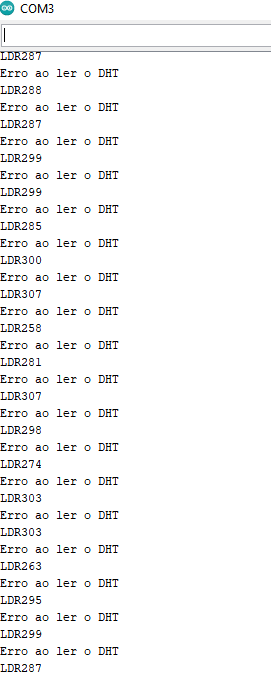 COM3
LDR287
Erro ao ler o DHT
LDR288
Erro ao ler o DHT
LDR287
Erro ao ler o DHT
LDR299
Erro ao ler o DHT
LDR299
Erro ao ler o DHT
LDR285
Erro ao ler o DHT
LDR300
Erro ao ler o DHT
LDR307
Erro ao ler o DHT
LDR258
Erro ao ler o DHT
LDR281
Erro ao ler o DHT
LDR307
Erro ao ler o DHT
LDR298
Erro ao ler o DHT
LDR274
Erro ao ler o DHT
LDR303
Erro ao ler o DHT
LDR303
Erro ao ler o DHT
LDR263
Erro ao ler o DHT
LDR295
Erro ao ler o DHT
LDR299
Erro ao ler o DHT
LDR287